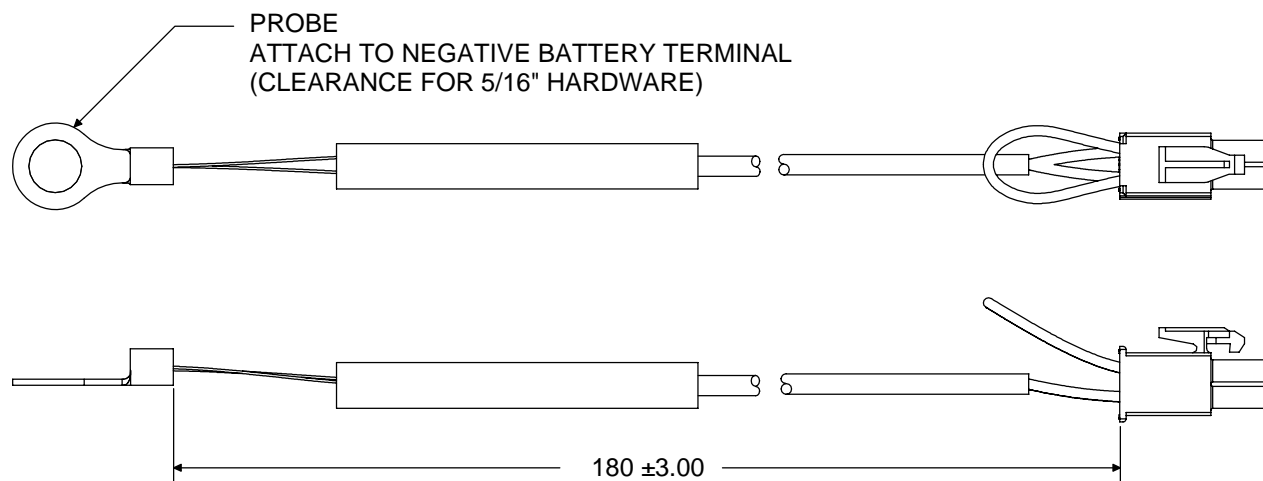 PROBE
ATTACH TO NEGATIVE BATTERY TERMINAL
(CLEARANCE FOR 5/16" HARDWARE)
180 ±3.00